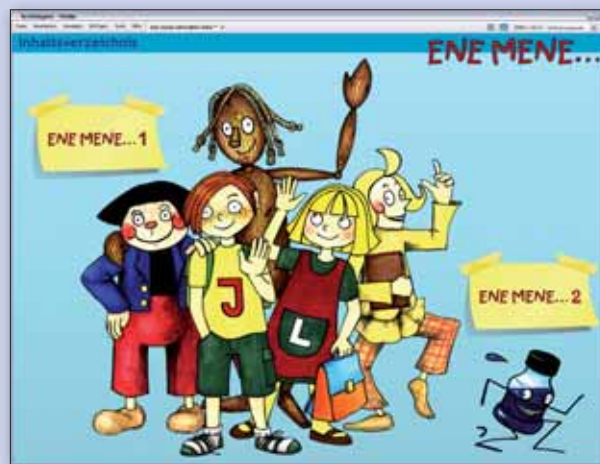 Inhaltsverzeichnis
ENE MENE...
ENE MENE... 1
J
L
ENE MENE... 2